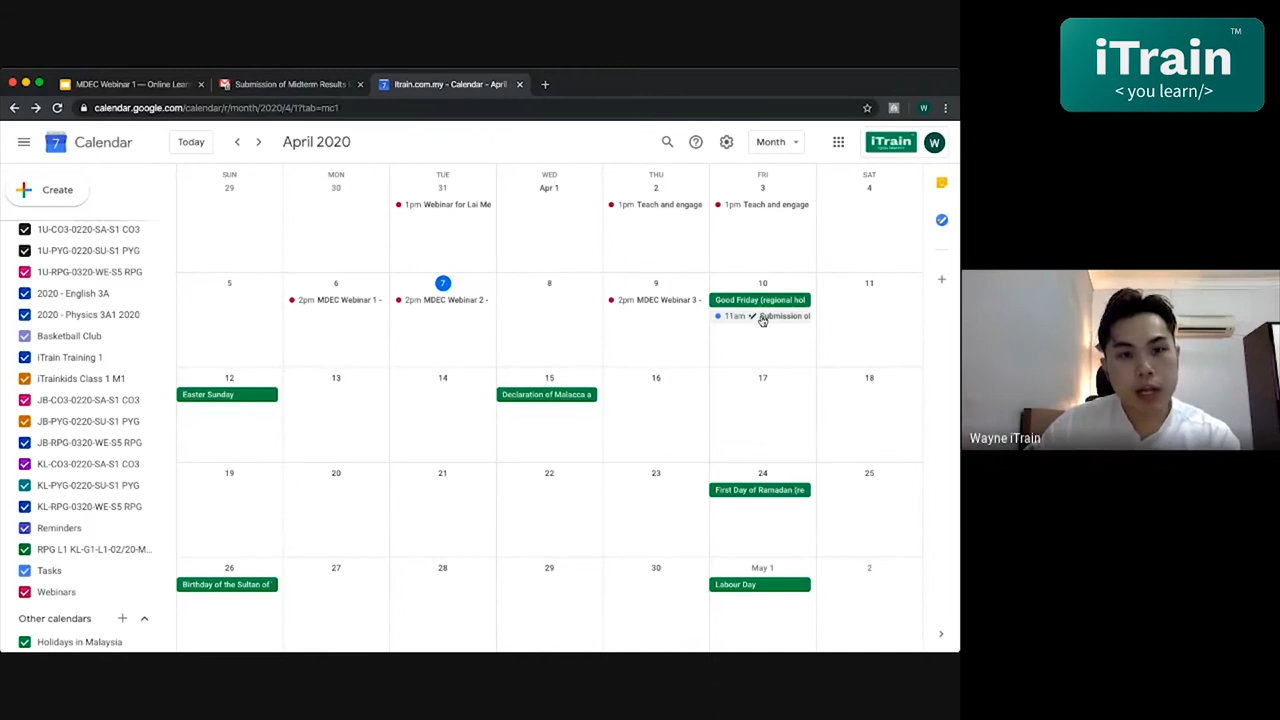 iTrain™
< you learn/>
MDEC Webinar 1 — Online Lear
Submission of Midterm Results
Itrain.com.my - Calendar - April
calendar.google.com/calendar/r/month/2020/4/1?tab=mc1
W
7 Calendar
Today
April 2020
Month
iTrain
W
Create
1U-CO3-0220-SA-S1 CO3
1U-PYG-0220-SU-S1 PYG
1U-RPG-0320-WE-S5 RPG
2020 - English 3A
2020 - Physics 3A1 2020
Basketball Club
iTrain Training 1
iTrainkids Class 1 M1
JB-CO3-0220-SA-S1 CO3
JB-PYG-0220-SU-S1 PYG
JB-RPG-0320-WE-S5 RPG
KL-CO3-0220-SA-S1 CO3
KL-PYG-0220-SU-S1 PYG
KL-RPG-0320-WE-S5 RPG
Reminders
RPG L1 KL-G1-L1-02/20-M...
Tasks
Webinars
Other calendars
Holidays in Malaysia
SUN MON TUE WED THU FRI SAT
29 30 31 Apr 1 2 3 4
1pm Webinar for Lai Me
1pm Teach and engage
1pm Teach and engage
5 6 7 8 9 10 11
2pm MDEC Webinar 1 -
2pm MDEC Webinar 2 -
2pm MDEC Webinar 3 -
Good Friday (regional hol
11am Submission of
12 13 14 15 16 17 18
Easter Sunday
Declaration of Malacca a
19 20 21 22 23 24 25
First Day of Ramadan (re
26 27 28 29 30 May 1 2
Birthday of the Sultan of
Labour Day
Wayne iTrain